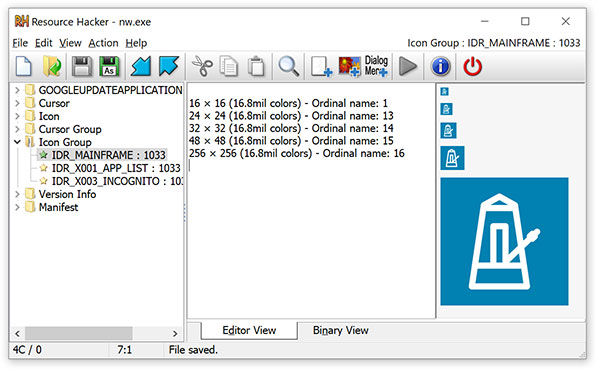 RH Resource Hacker - nw.exe
File Edit View Action Help
Icon Group : IDR_MAINFRAME : 1033
As
Dialog
Menu
GOOGLEUPDATEAPPLICATION
Cursor
Icon
Cursor Group
Icon Group
IDR_MAINFRAME : 1033
IDR_X001_APP_LIST : 1033
IDR_X003_INCOGNITO : 10
Version Info
Manifest
16 × 16 (16.8mil colors) - Ordinal name: 1
24 × 24 (16.8mil colors) - Ordinal name: 13
32 × 32 (16.8mil colors) - Ordinal name: 14
48 × 48 (16.8mil colors) - Ordinal name: 15
256 × 256 (16.8mil colors) - Ordinal name: 16
Editor View
Binary View
4C / 0
7:1
File saved.